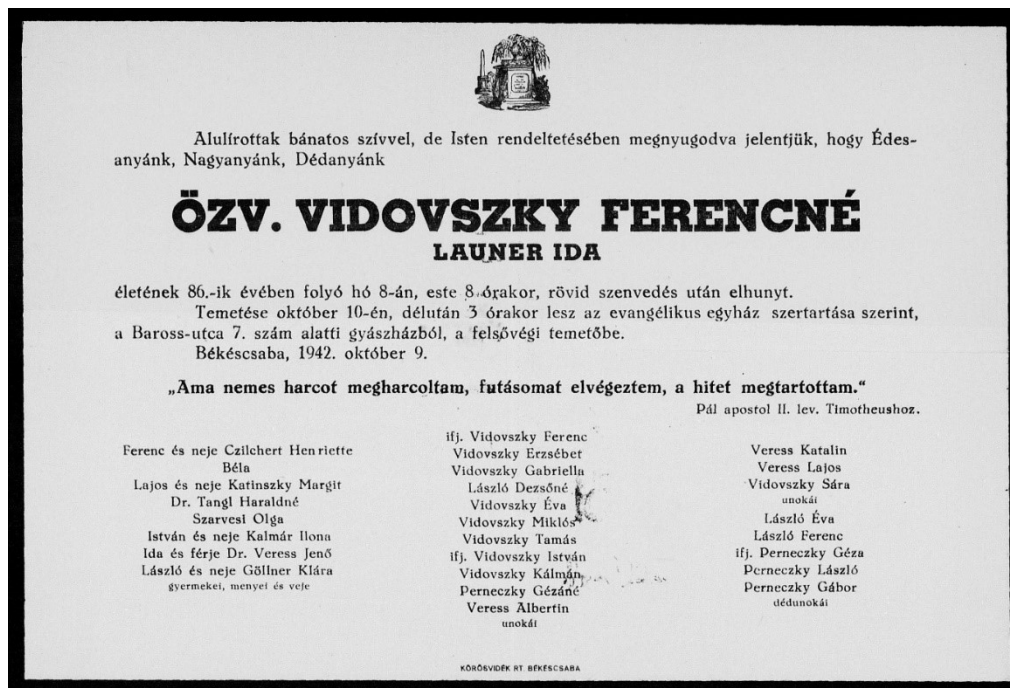 Alulírottak bánatos szívvel, de Isten rendeltetésében megnyugodva jelentjük, hogy Édes-
anyánk, Nagyanyánk, Dédanyánk
ÖZV. VIDOVSZKY FERENCNÉ
LAUNER IDA
életének 86.-ik évében folyó hó 8-án, este 8 órakor, rövid szenvedés után elhunyt.
Temetése október 10-én, délután 3 órakor lesz az evangélikus egyház szertartása szerint,
a Baross-utca 7. szám alatti gyászházból, a felsővégi temetőbe.
Békéscsaba, 1942. október 9.
„Ama nemes harcot megharcoltam, futásomat elvégeztem, a hitet megtartottam.“
Pál apostol II. lev. Timotheushoz.
Ferenc és neje Czilchert Henriette
Béla
Lajos és neje Katinszky Margit
Dr. Tangl Haraldné
Szarvesi Olga
István és neje Kalmár Ilona
Ida és férje Dr. Veress Jenő
László és neje Göllner Klára
gyermekei, menyei és veje
ifj. Vidovszky Ferenc
Vidovszky Erzsébet
Vidovszky Gabriella
László Dezsőné
Vidovszky Éva
Vidovszky Miklós
Vidovszky Tamás
ifj. Vidovszky István
Vidovszky Kálmán
Perneczky Gézáné
Veress Albertin
unokái
Veress Katalin
Veress Lajos
Vidovszky Sára
unokái
László Éva
László Ferenc
ifj. Perneczky Géza
Perneczky László
Perneczky Gábor
dédunokái
KÖRÖSVIDÉK RT. BÉKÉSCSABA